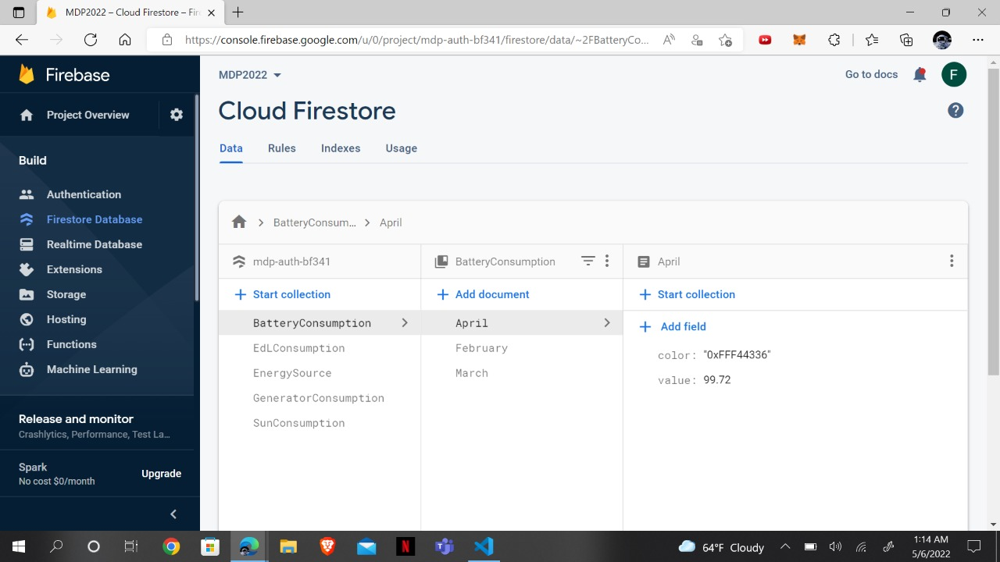 MDP2022 – Cloud Firestore – Fire
https://console.firebase.google.com/u/0/project/mdp-auth-bf341/firestore/data/~2FBatteryCo...
Firebase
MDP2022
Go to docs
F
Project Overview
Cloud Firestore
Data
Rules
Indexes
Usage
Build
Authentication
Firestore Database
Realtime Database
Extensions
Storage
Hosting
Functions
Machine Learning
Release and monitor
Crashlytics, Performance, Test La...
Spark
No cost $0/month
Upgrade
BatteryConsum...
April
mdp-auth-bf341
BatteryConsumption
April
Start collection
Add document
Start collection
BatteryConsumption
EdLConsumption
EnergySource
GeneratorConsumption
SunConsumption
April
February
March
Add field
color: "0xFFF44336"
value: 99.72
64°F Cloudy
1:14 AM
5/6/2022